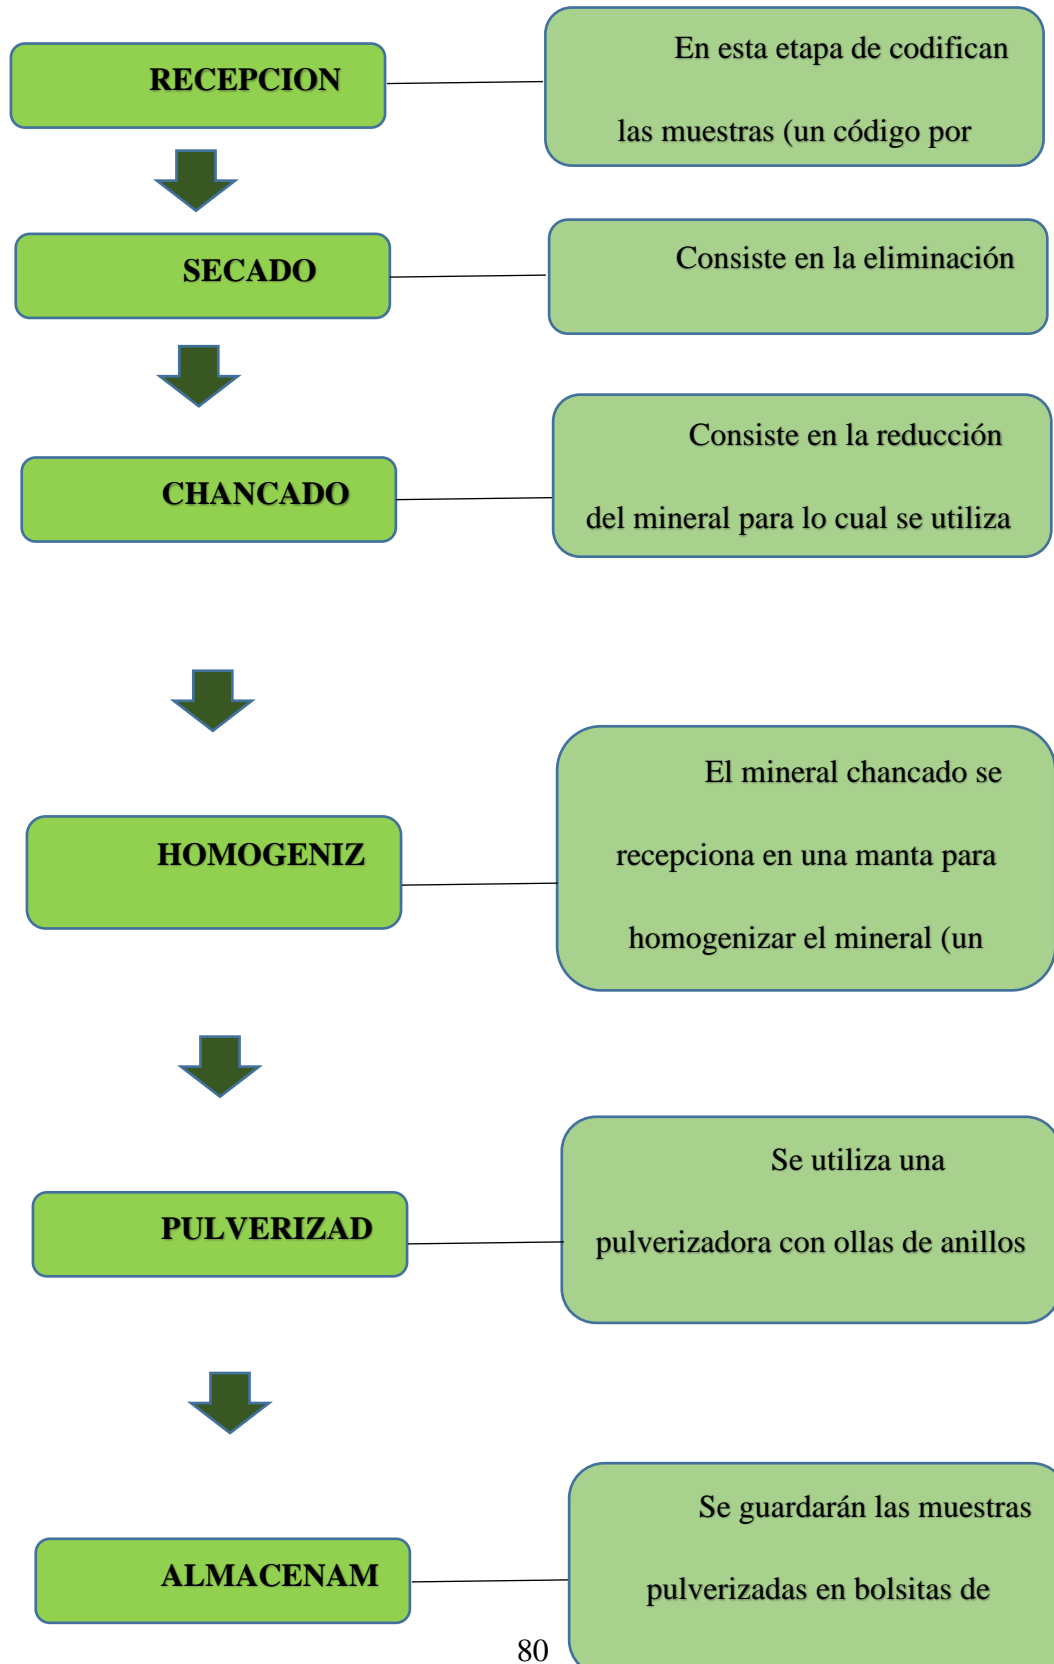 RECEPCION
En esta etapa de codifican
las muestras (un código por
SECADO
Consiste en la eliminación
CHANCADO
Consiste en la reducción
del mineral para lo cual se utiliza
HOMOGENIZ
El mineral chancado se
recepciona en una manta para
homogenizar el mineral (un
PULVERIZAD
Se utiliza una
pulverizadora con ollas de anillos
ALMACENAM
Se guardarán las muestras
pulverizadas en bolsitas de
80